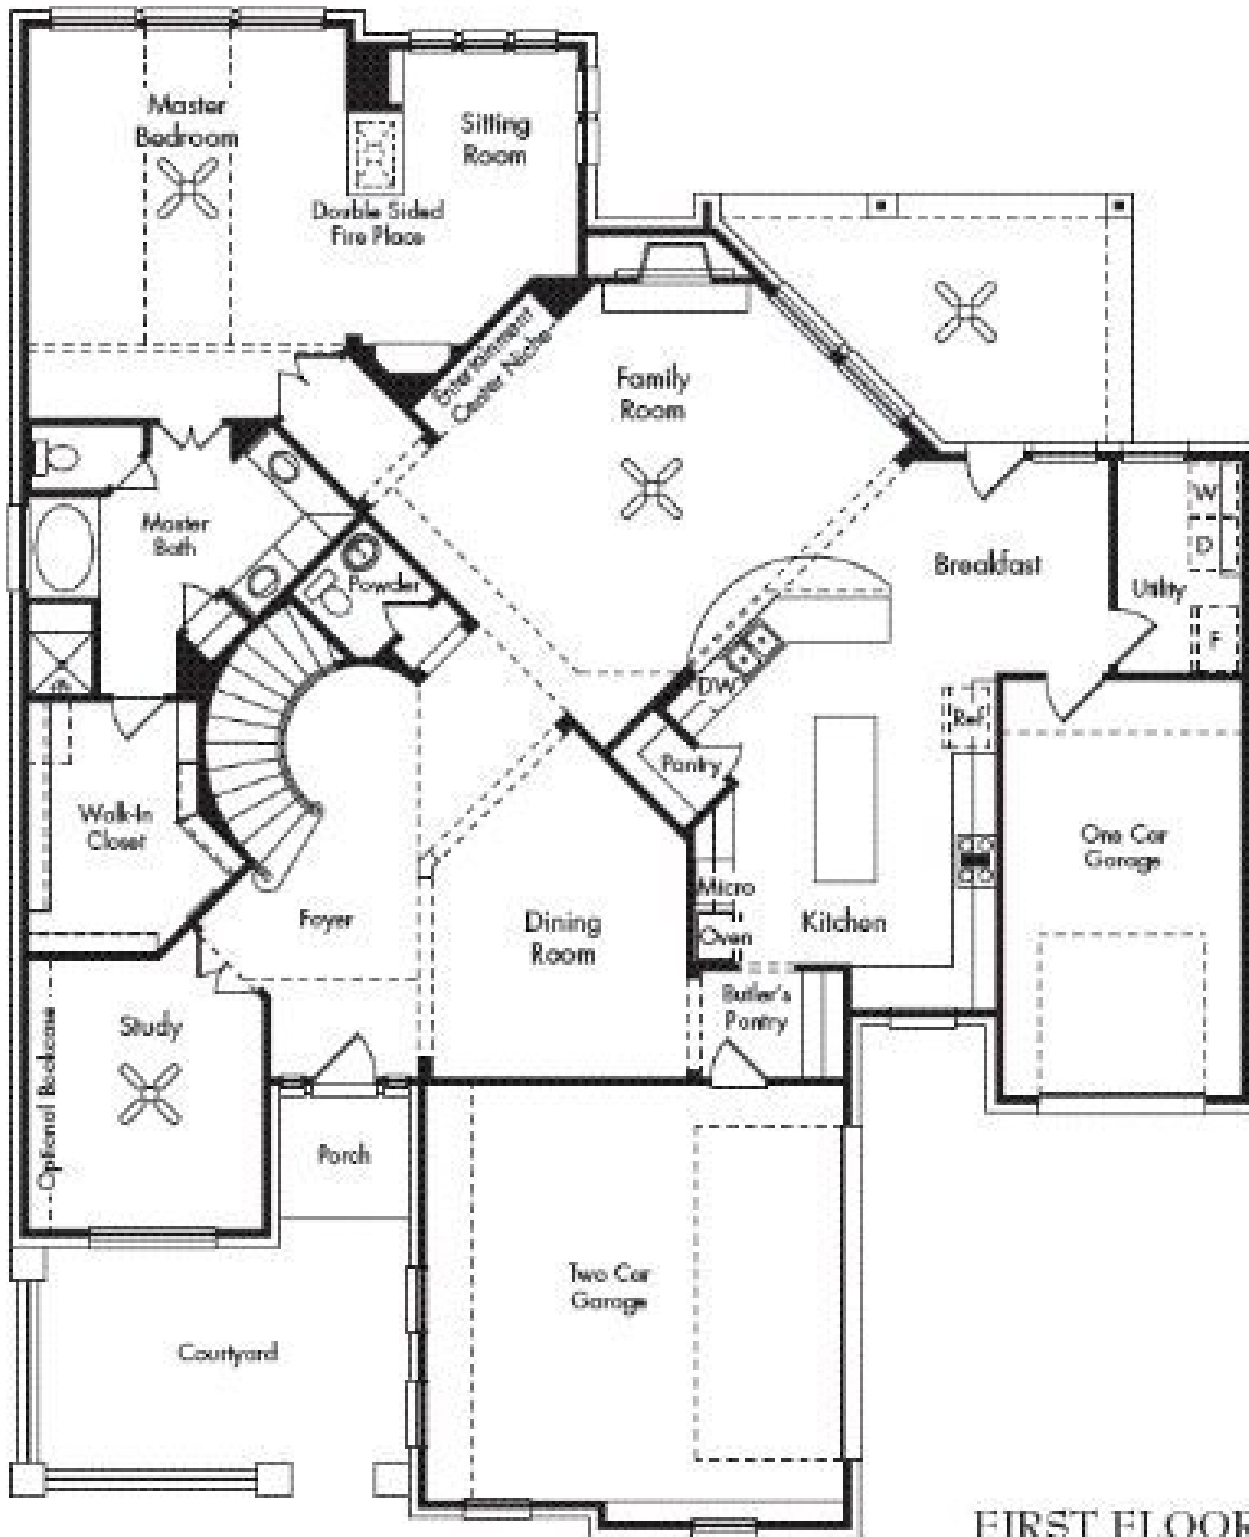 Master
Bedroom
Sitting
Room
Double Sided
Fire Place
Entertainment
Center Niche
Family
Room
Master
Bath
Powder
Breakfast
W
D
Utility
F
DW
Ref
Pantry
Walk-In
Closet
One Car
Garage
Micro
Foyer
Dining
Room
Kitchen
Oven
Butler's
Pantry
Study
Optional Bookcase
Porch
Two Car
Garage
Courtyard
FIRST FLOOR